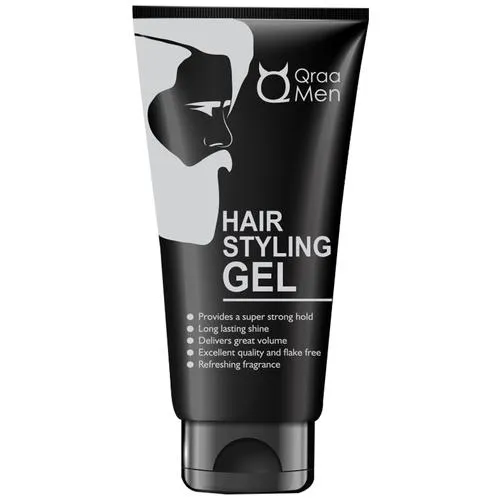 Qraa
Men
HAIR
STYLING
GEL
Provides a super strong hold
Long lasting shine
Delivers great volume
Excellent quality and flake free
Refreshing fragrance